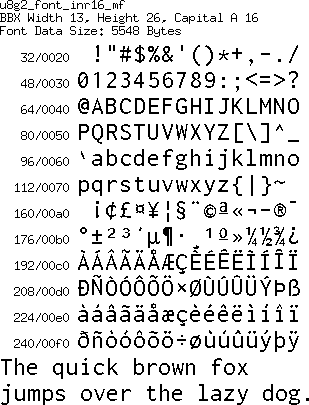 u8g2_font_inr16_mf
BBX Width 13, Height 26, Capital A 16
Font Data Size: 5548 Bytes
32/0020 !"#$%&'()*+,-./
48/0030 0123456789:;<=>?
64/0040 @ABCDEFGHIJKLMNO
80/0050 PQRSTUVWXYZ[\]^_
96/0060 `abcdefghijklmno
112/0070 pqrstuvwxyz{|}~
160/00a0 ¡¢£¤¥¦§¨©ª«¬-®¯
176/00b0 °±²³´µ¶·¸¹º»¼½¾¿
192/00c0 ÀÁÂÃÄÅÆÇÈÉÊËÌÍÎÏ
208/00d0 ÐÑÒÓÔÕÖ×ØÙÚÛÜÝÞß
224/00e0 àáâãäåæçèéêëìíîï
240/00f0 ðñòóôõö÷øùúûüýþÿ
The quick brown fox
jumps over the lazy dog.